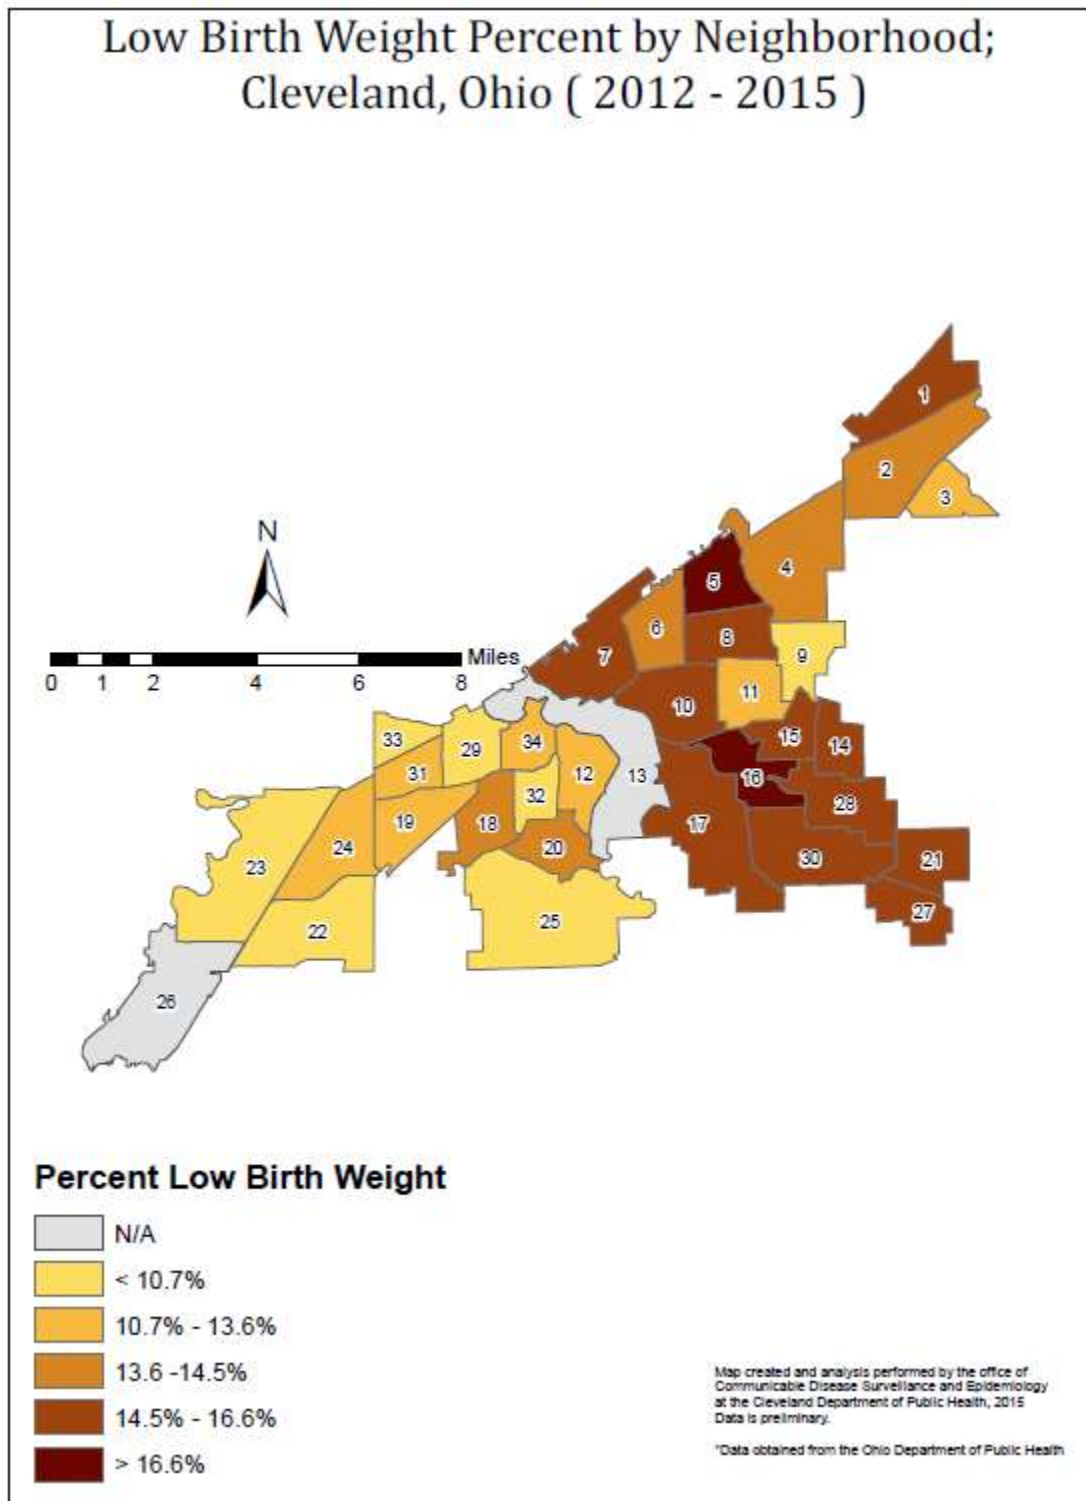 Low Birth Weight Percent by Neighborhood;
Cleveland, Ohio ( 2012 - 2015 )
1
2
3
N
4
5
6
8
7
9
11
10
33
29
34
15
14
31
12
13
16
32
28
19
18
17
24
20
30
21
23
27
25
22
26
Miles
0 1 2 4 6 8
Percent Low Birth Weight
N/A
< 10.7%
10.7% - 13.6%
13.6 -14.5%
14.5% - 16.6%
> 16.6%
Map created and analysis performed by the office of
Communicable Disease Surveillance and Epidemiology
at the Cleveland Department of Public Health, 2015
Data is preliminary.
*Data obtained from the Ohio Department of Public Health